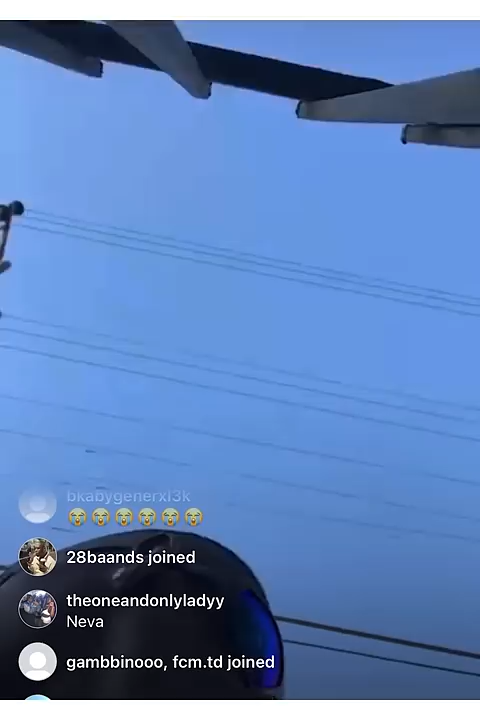 bkabygenerxl3k
😭😭😭😭😭😭
28baands joined
theoneandonlyladyy
Neva
gambbinooo, fcm.td joined